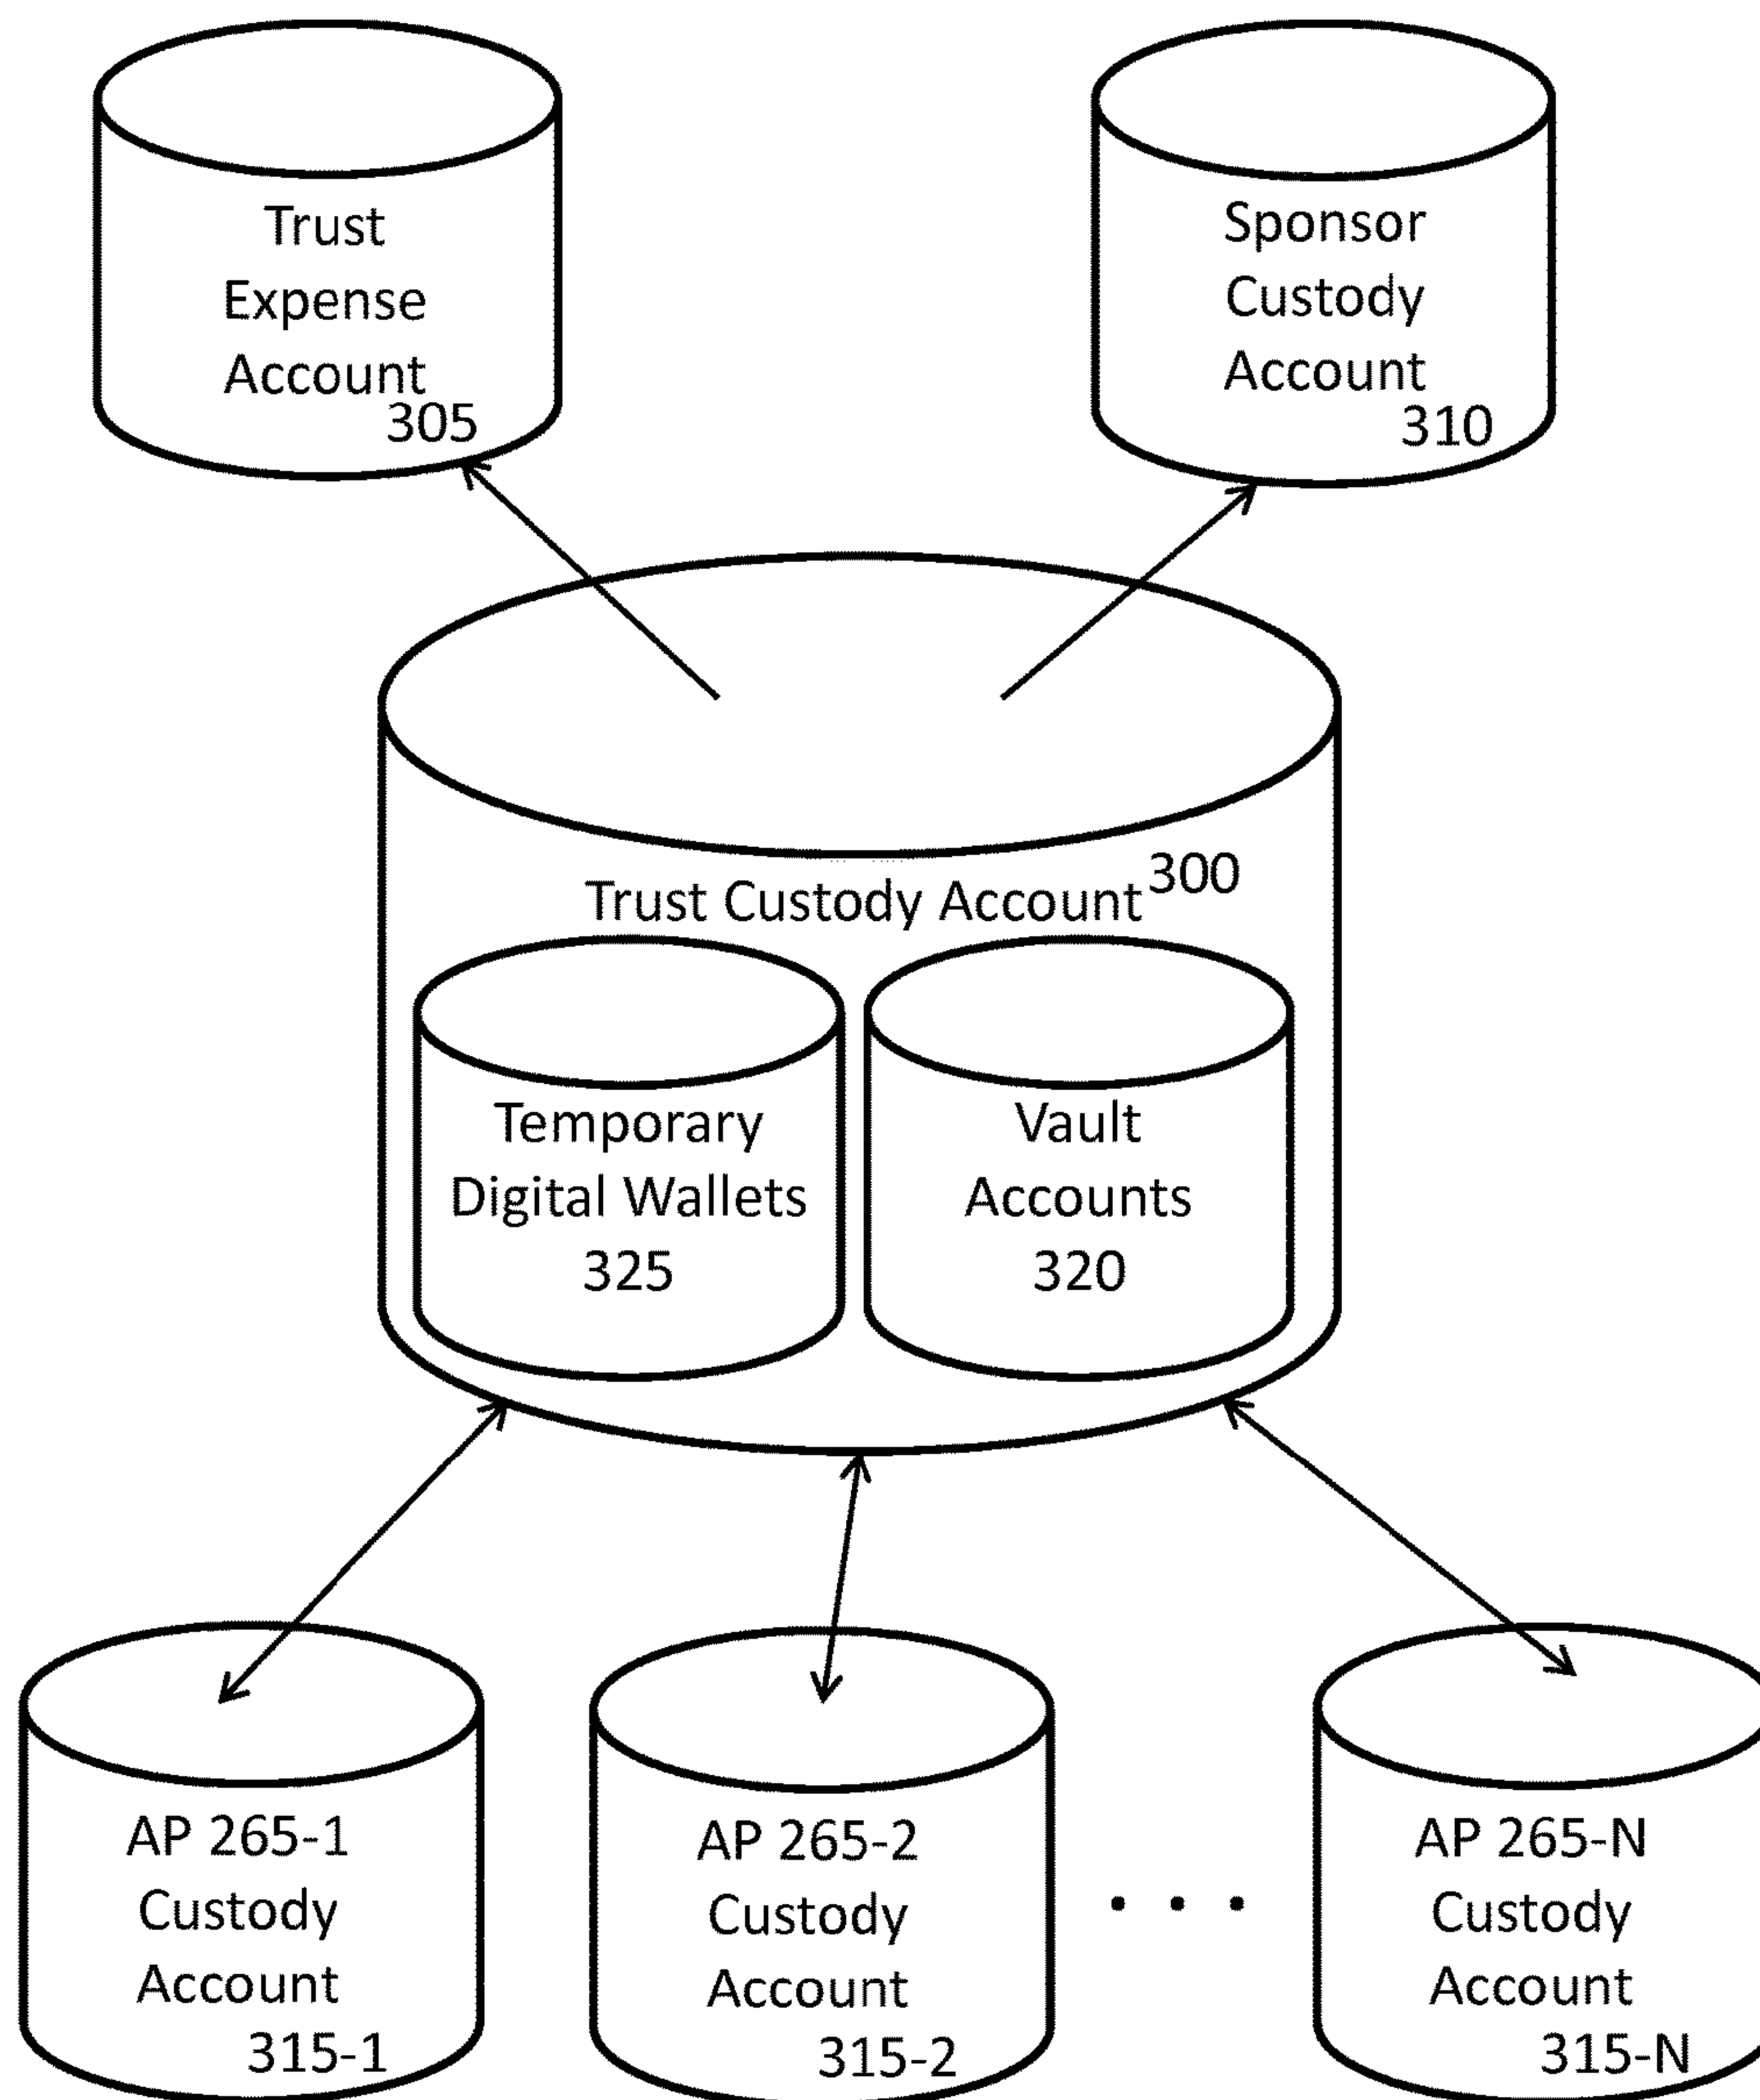 Trust
Expense
Account
305
Sponsor
Custody
Account
310
Trust Custody Account 300
Temporary
Digital Wallets
325
Vault
Accounts
320
AP 265-1
Custody
Account
315-1
AP 265-2
Custody
Account
315-2
. . .
AP 265-N
Custody
Account
315-N